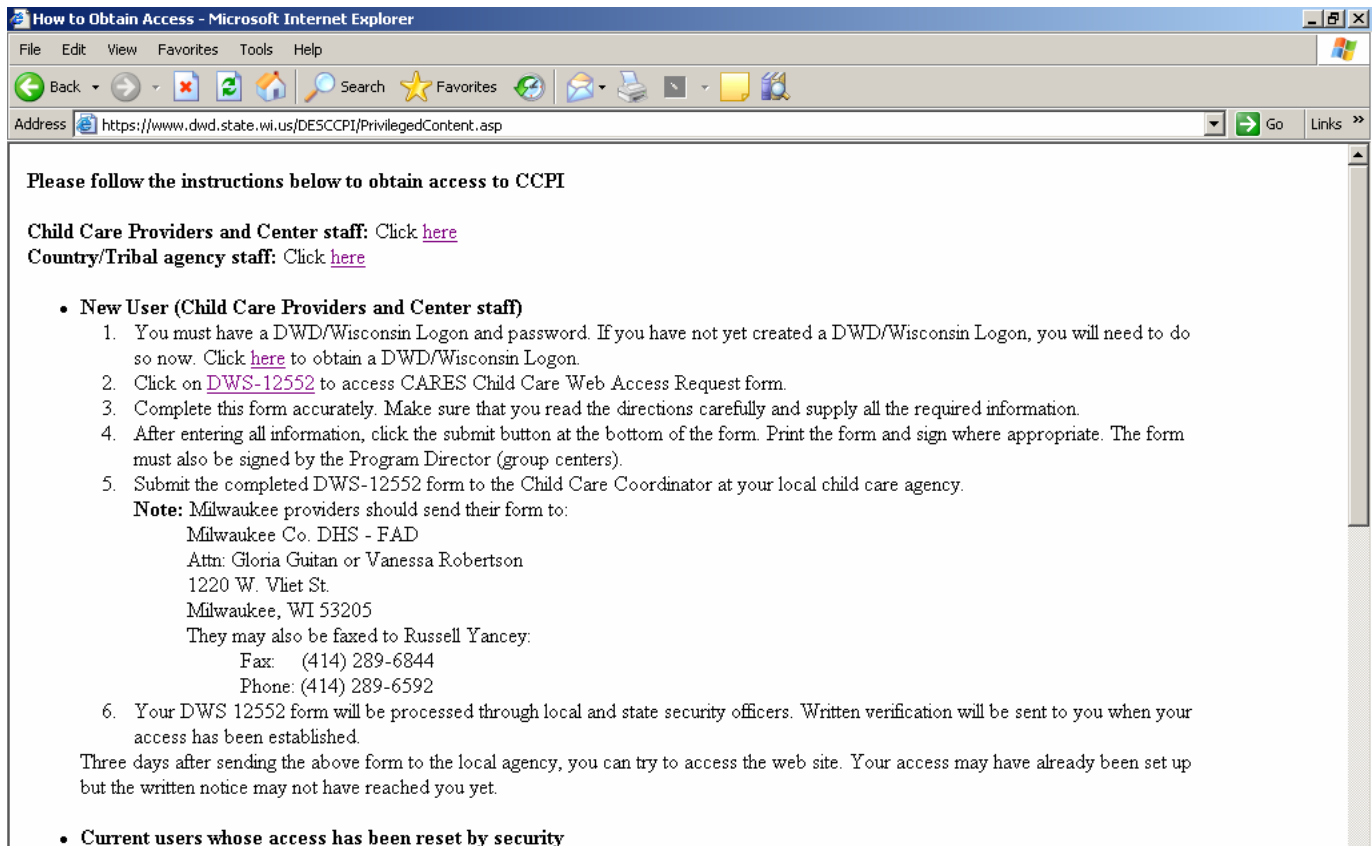 How to Obtain Access - Microsoft Internet Explorer
File Edit View Favorites Tools Help
Back Search Favorites
Address https://www.dwd.state.wi.us/DESCCPI/PrivilegedContent.asp Go Links »
Please follow the instructions below to obtain access to CCPI
Child Care Providers and Center staff: Click here
Country/Tribal agency staff: Click here
• New User (Child Care Providers and Center staff)
1. You must have a DWD/Wisconsin Logon and password. If you have not yet created a DWD/Wisconsin Logon, you will need to do
so now. Click here to obtain a DWD/Wisconsin Logon.
2. Click on DWS-12552 to access CARES Child Care Web Access Request form.
3. Complete this form accurately. Make sure that you read the directions carefully and supply all the required information.
4. After entering all information, click the submit button at the bottom of the form. Print the form and sign where appropriate. The form
must also be signed by the Program Director (group centers).
5. Submit the completed DWS-12552 form to the Child Care Coordinator at your local child care agency.
Note: Milwaukee providers should send their form to:
Milwaukee Co. DHS - FAD
Attn: Gloria Guitan or Vanessa Robertson
1220 W. Vliet St.
Milwaukee, WI 53205
They may also be faxed to Russell Yancey:
Fax: (414) 289-6844
Phone: (414) 289-6592
6. Your DWS 12552 form will be processed through local and state security officers. Written verification will be sent to you when your
access has been established.
Three days after sending the above form to the local agency, you can try to access the web site. Your access may have already been set up
but the written notice may not have reached you yet.
• Current users whose access has been reset by security